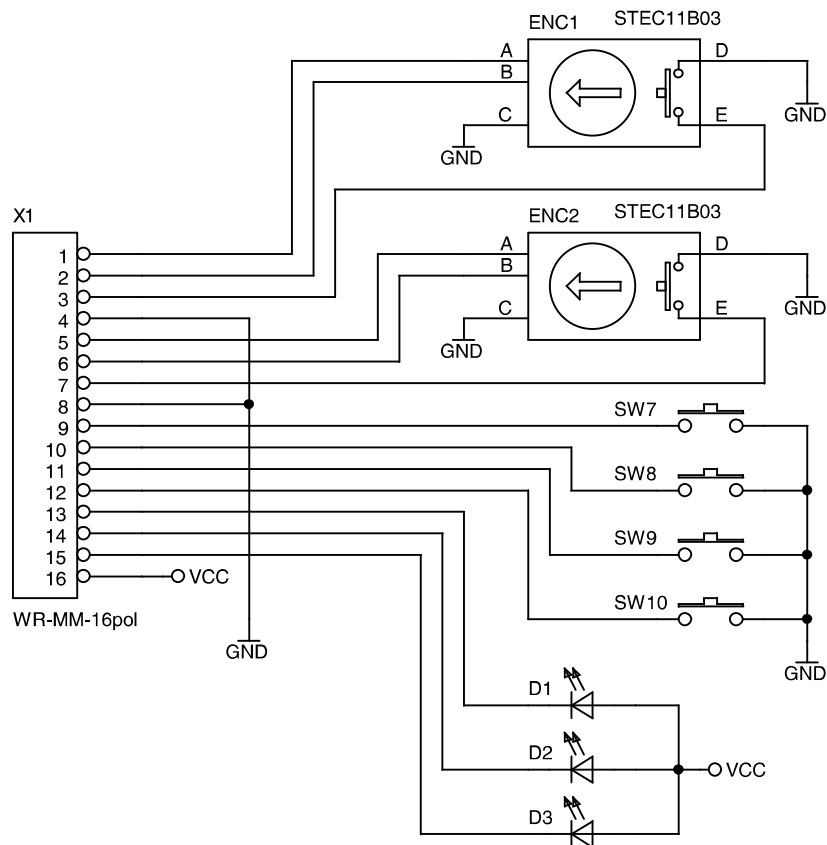 ENC1 STEC11B03
A
B
C
D
E
GND
GND
X1
ENC2 STEC11B03
A
B
C
D
E
GND
GND
1
2
3
4
5
6
7
8
9
10
11
12
13
14
15
16
VCC
WR-MM-16pol
GND
SW7
SW8
SW9
SW10
GND
D1
D2
VCC
D3